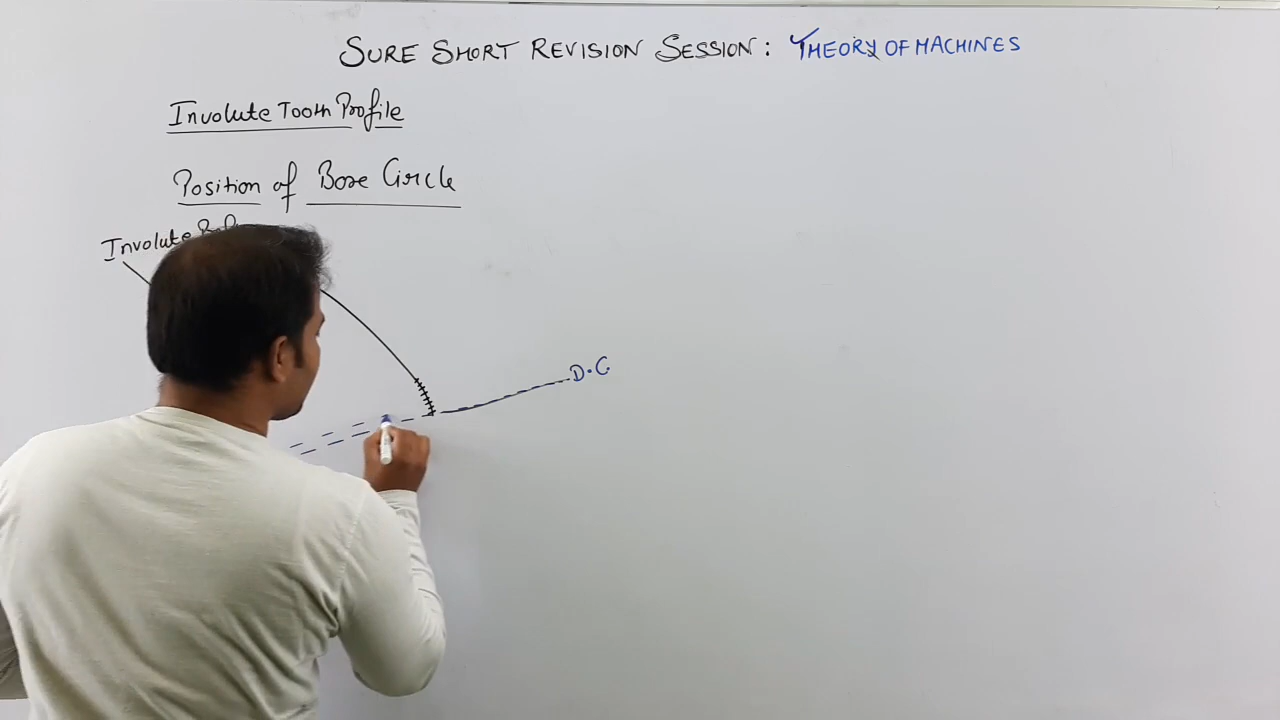 SURE SHORT REVISION SESSION: THEORY OF MACHINES
Involute Tooth Profile
Position of Base Circle
Involute
D.C